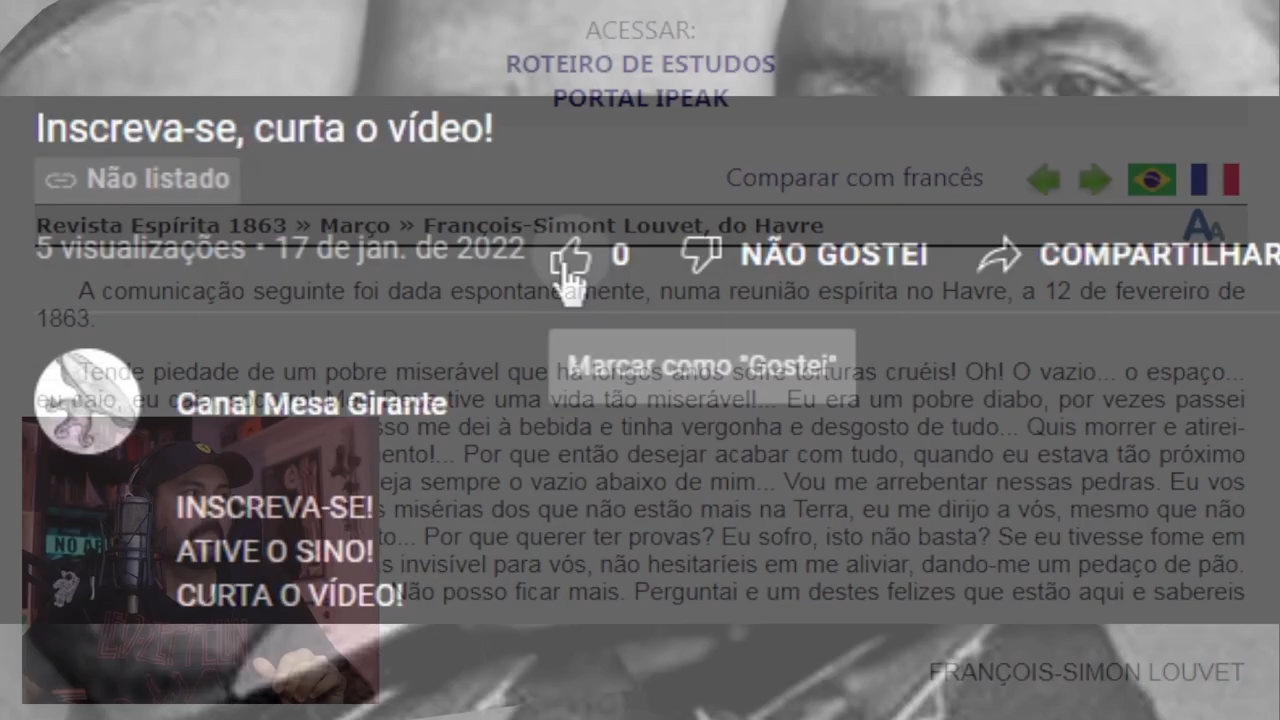 ACESSAR:
ROTEIRO DE ESTUDOS
PORTAL IPEAK
Inscreva-se, curta o vídeo!
Não listado
Comparar com francês
Revista Espírita 1863 » Março » François-Simont Louvet, do Havre
AA
5 visualizações • 17 de jan. de 2022
0
NÃO GOSTEI
COMPARTILHAR
A comunicação seguinte foi dada espontaneamente, numa reunião espírita no Havre, a 12 de fevereiro de
1863.
Marcar como "Gostei"
Tende piedade de um pobre miserável que há longos anos sofre torturas cruéis! Oh! O vazio... o espaço...
eu caio, eu tive uma vida tão miserável!... Eu era um pobre diabo, por vezes passei
Canal Mesa Girante
sso me dei à bebida e tinha vergonha e desgosto de tudo... Quis morrer e atirei-
ento!... Por que então desejar acabar com tudo, quando eu estava tão próximo
eja sempre o vazio abaixo de mim... Vou me arrebentar nessas pedras. Eu vos
INSCREVA-SE!
s misérias dos que não estão mais na Terra, eu me dirijo a vós, mesmo que não
to... Por que querer ter provas? Eu sofro, isto não basta? Se eu tivesse fome em
ATIVE O SINO!
s invisível para vós, não hesitaríeis em me aliviar, dando-me um pedaço de pão.
CURTA O VÍDEO!
Não posso ficar mais. Perguntai e um destes felizes que estão aqui e sabereis
FRANÇOIS-SIMON LOUVET